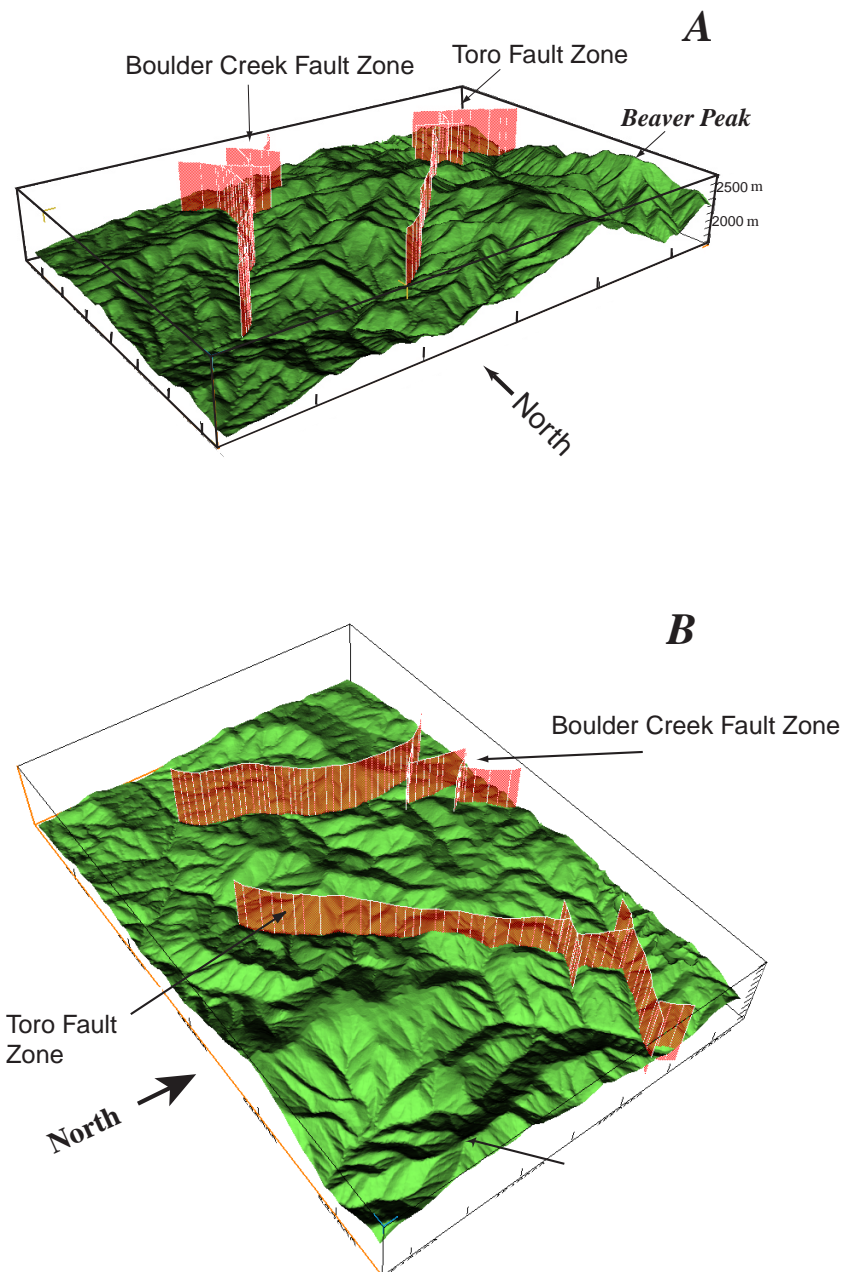 A
Toro Fault Zone
Boulder Creek Fault Zone
Beaver Peak
2500 m
2000 m
North
B
Boulder Creek Fault Zone
Toro Fault
Zone
North